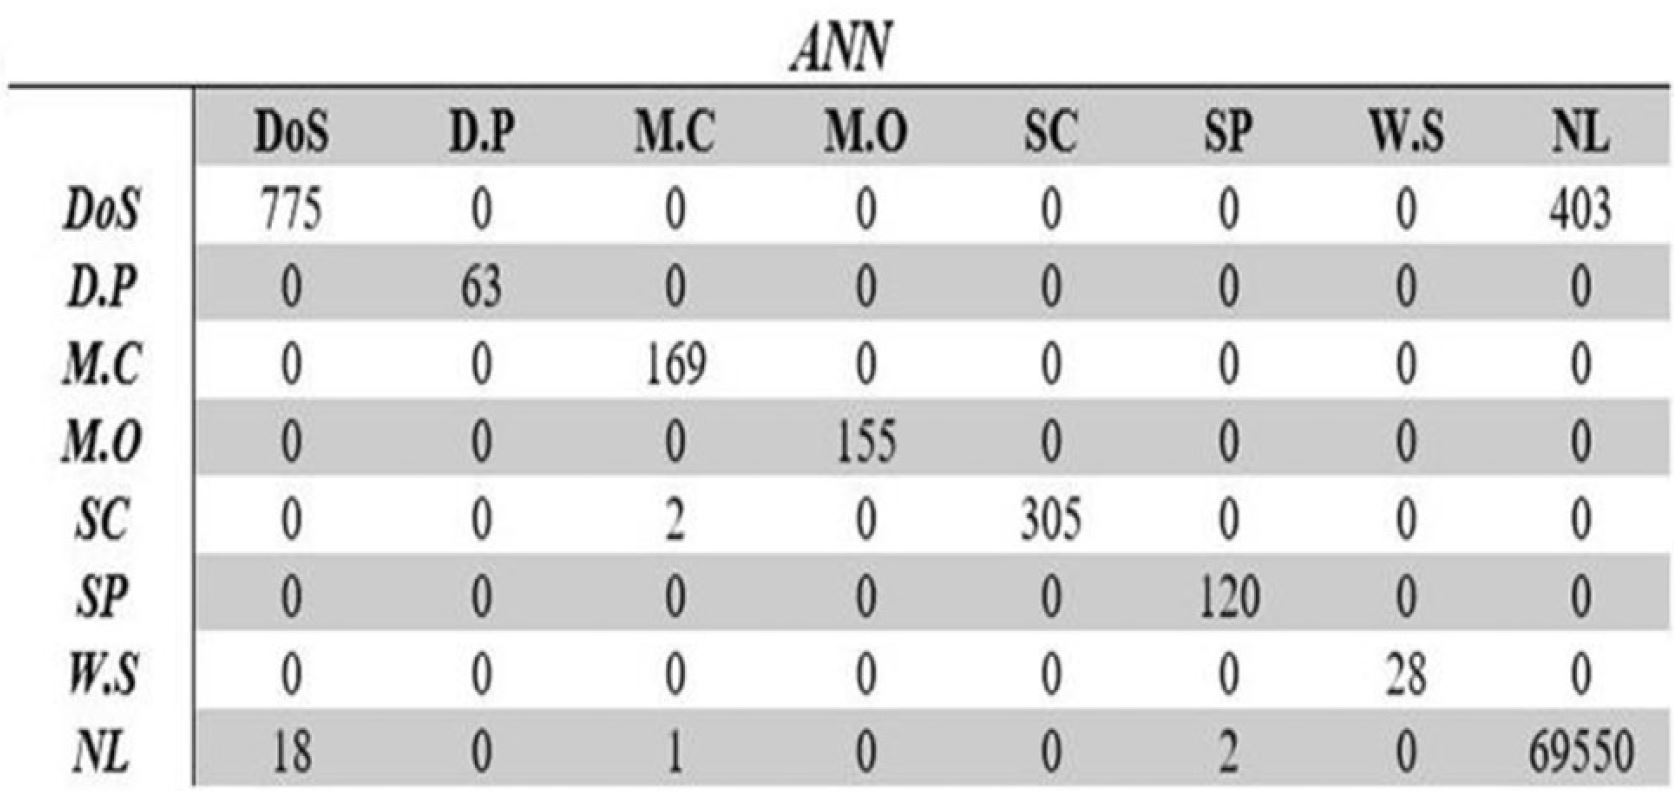 ANN
DoS D.P M.C M.O SC SP W.S NL
DoS 775 0 0 0 0 0 0 403
D.P 0 63 0 0 0 0 0 0
M.C 0 0 169 0 0 0 0 0
M.O 0 0 0 155 0 0 0 0
SC 0 0 2 0 305 0 0 0
SP 0 0 0 0 0 120 0 0
W.S 0 0 0 0 0 0 28 0
NL 18 0 1 0 0 2 0 69550